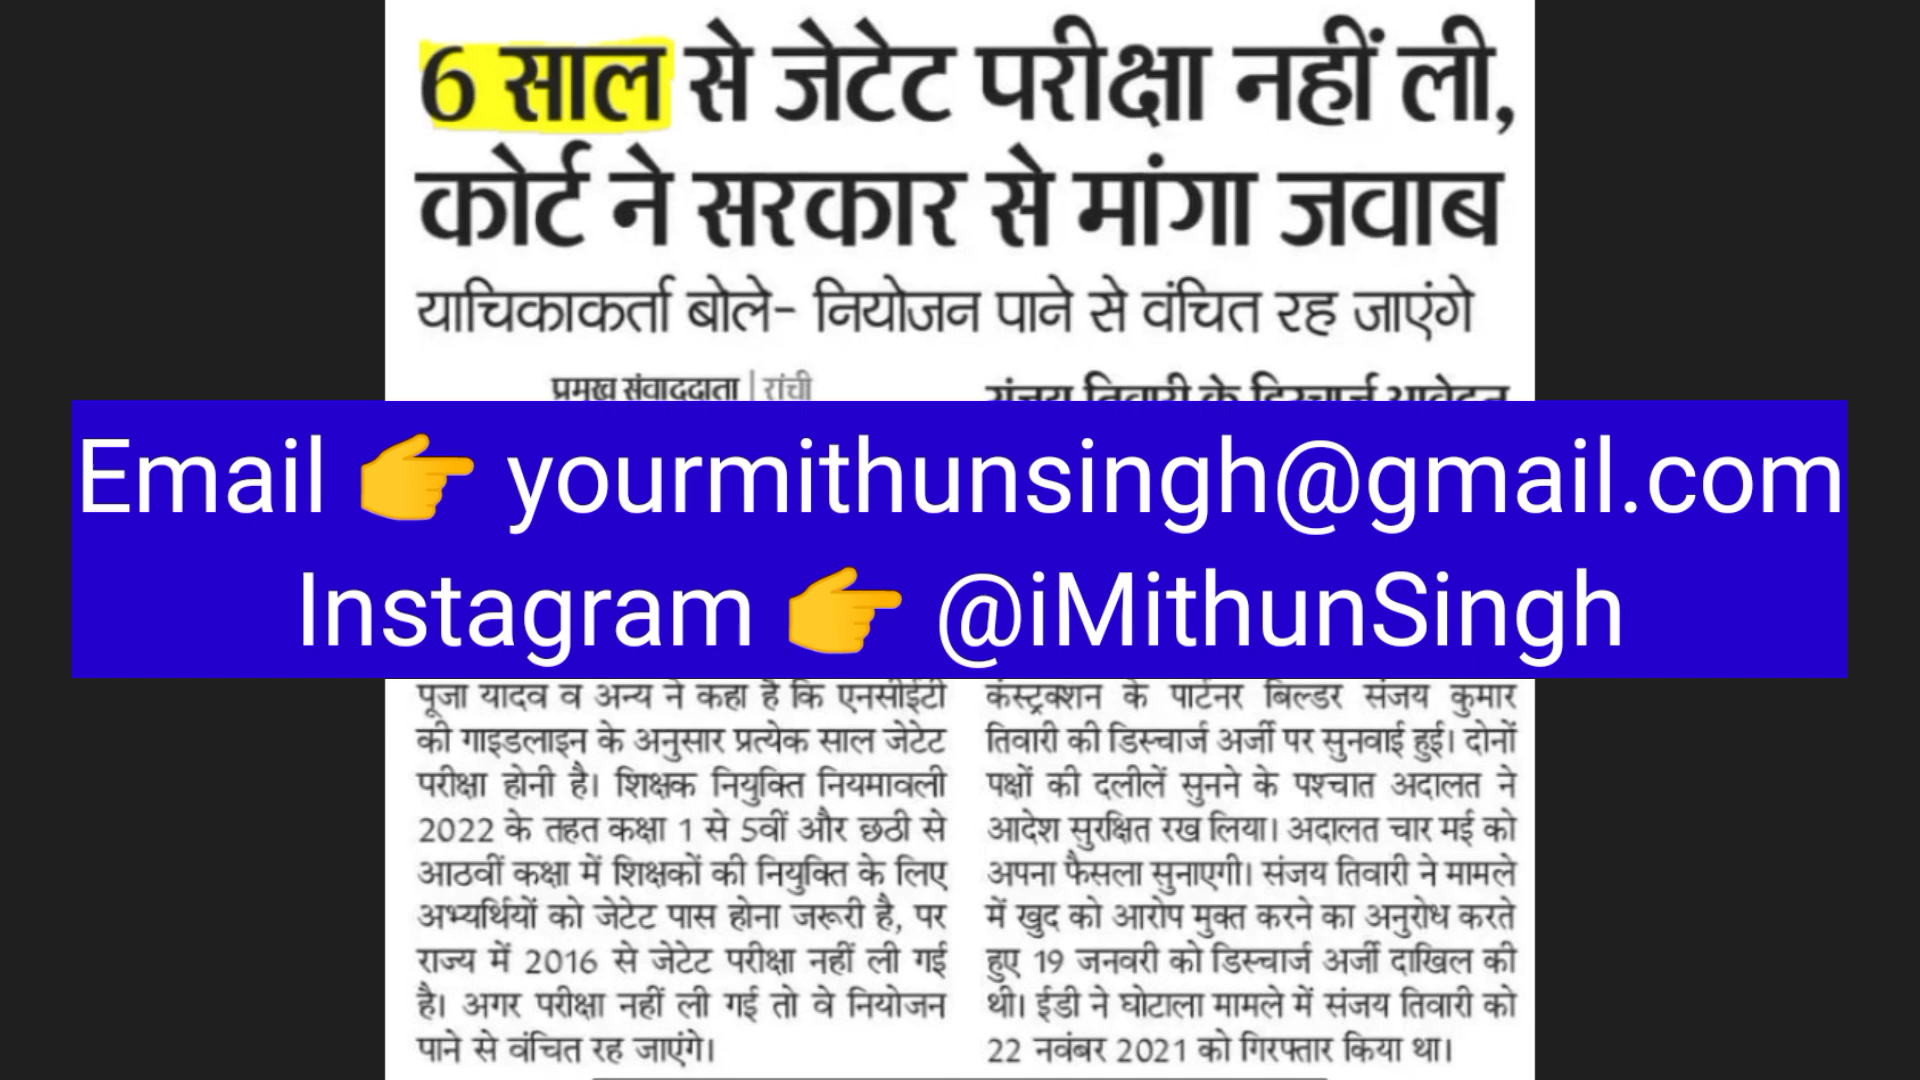 6 साल से जेटेट परीक्षा नहीं ली,
कोर्ट ने सरकार से मांगा जवाब
याचिकाकर्ता बोले- नियोजन पाने से वंचित रह जाएंगे
प्रमुख संवाददाता | रांची
संजय तिवारी के डिस्चार्ज आवेदन
Email 👉 yourmithunsingh@gmail.com
Instagram 👉 @iMithunSingh
पूजा यादव व अन्य ने कहा है कि एनसीईटी
की गाइडलाइन के अनुसार प्रत्येक साल जेटेट
परीक्षा होनी है। शिक्षक नियुक्ति नियमावली
2022 के तहत कक्षा 1 से 5वीं और छठी से
आठवीं कक्षा में शिक्षकों की नियुक्ति के लिए
अभ्यर्थियों को जेटेट पास होना जरूरी है, पर
राज्य में 2016 से जेटेट परीक्षा नहीं ली गई
है। अगर परीक्षा नहीं ली गई तो वे नियोजन
पाने से वंचित रह जाएंगे।
कंस्ट्रक्शन के पार्टनर बिल्डर संजय कुमार
तिवारी की डिस्चार्ज अर्जी पर सुनवाई हुई। दोनों
पक्षों की दलीलें सुनने के पश्चात अदालत ने
आदेश सुरक्षित रख लिया। अदालत चार मई को
अपना फैसला सुनाएगी। संजय तिवारी ने मामले
में खुद को आरोप मुक्त करने का अनुरोध करते
हुए 19 जनवरी को डिस्चार्ज अर्जी दाखिल की
थी। ईडी ने घोटाला मामले में संजय तिवारी को
22 नवंबर 2021 को गिरफ्तार किया था।